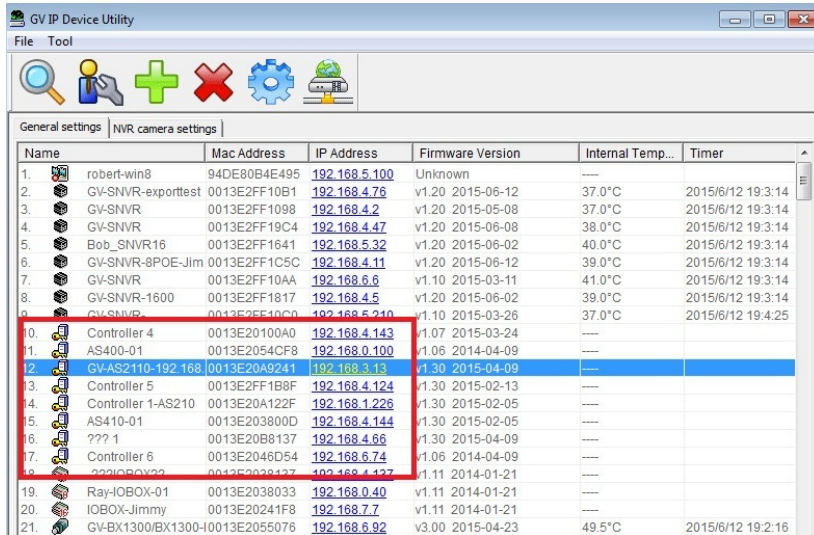 GV IP Device Utility
File Tool
General settings NVR camera settings
Name Mac Address IP Address Firmware Version Internal Temp... Timer
1. robert-win8 94DE80B4E495 192.168.5.100 Unknown ----
2. GV-SNVR-exporttest 0013E2FF10B1 192.168.4.76 v1.20 2015-06-12 37.0°C 2015/6/12 19:3:14
3. GV-SNVR 0013E2FF1098 192.168.4.2 v1.20 2015-05-08 37.0°C 2015/6/12 19:3:14
4. GV-SNVR 0013E2FF19C4 192.168.4.47 v1.20 2015-06-08 38.0°C 2015/6/12 19:3:14
5. Bob_SNVR16 0013E2FF1641 192.168.5.32 v1.20 2015-06-02 40.0°C 2015/6/12 19:3:14
6. GV-SNVR-8POE-Jim 0013E2FF1C5C 192.168.4.11 v1.20 2015-06-12 39.0°C 2015/6/12 19:3:14
7. GV-SNVR 0013E2FF10AA 192.168.6.6 v1.10 2015-03-11 41.0°C 2015/6/12 19:3:14
8. GV-SNVR-1600 0013E2FF1817 192.168.4.5 v1.20 2015-06-02 39.0°C 2015/6/12 19:3:14
9. GV-SNVR- 0013E2FF10C0 192.168.5.210 v1.10 2015-03-26 37.0°C 2015/6/12 19:4:25
10. Controller 4 0013E20100A0 192.168.4.143 v1.07 2015-03-24 ----
11. AS400-01 0013E2054CF8 192.168.0.100 v1.06 2014-04-09 ----
12. GV-AS2110-192.168. 0013E20A9241 192.168.3.13 v1.30 2015-04-09 ----
13. Controller 5 0013E2FF1B8F 192.168.4.124 v1.30 2015-02-13 ----
14. Controller 1-AS210 0013E20A122F 192.168.1.226 v1.30 2015-02-05 ----
15. AS410-01 0013E203800D 192.168.4.144 v1.30 2015-02-05 ----
16. ??? 1 0013E20B8137 192.168.4.66 v1.30 2015-04-09 ----
17. Controller 6 0013E2046D54 192.168.6.74 v1.06 2014-04-09 ----
18. ???IOBOX?? 0013E2038137 192.168.4.137 v1.11 2014-01-21
19. Ray-IOBOX-01 0013E2038033 192.168.0.40 v1.11 2014-01-21 ----
20. IOBOX-Jimmy 0013E20241F8 192.168.7.7 v1.11 2014-01-21 ----
21. GV-BX1300/BX1300-I 0013E2055076 192.168.6.92 v3.00 2015-04-23 49.5°C 2015/6/12 19:2:16